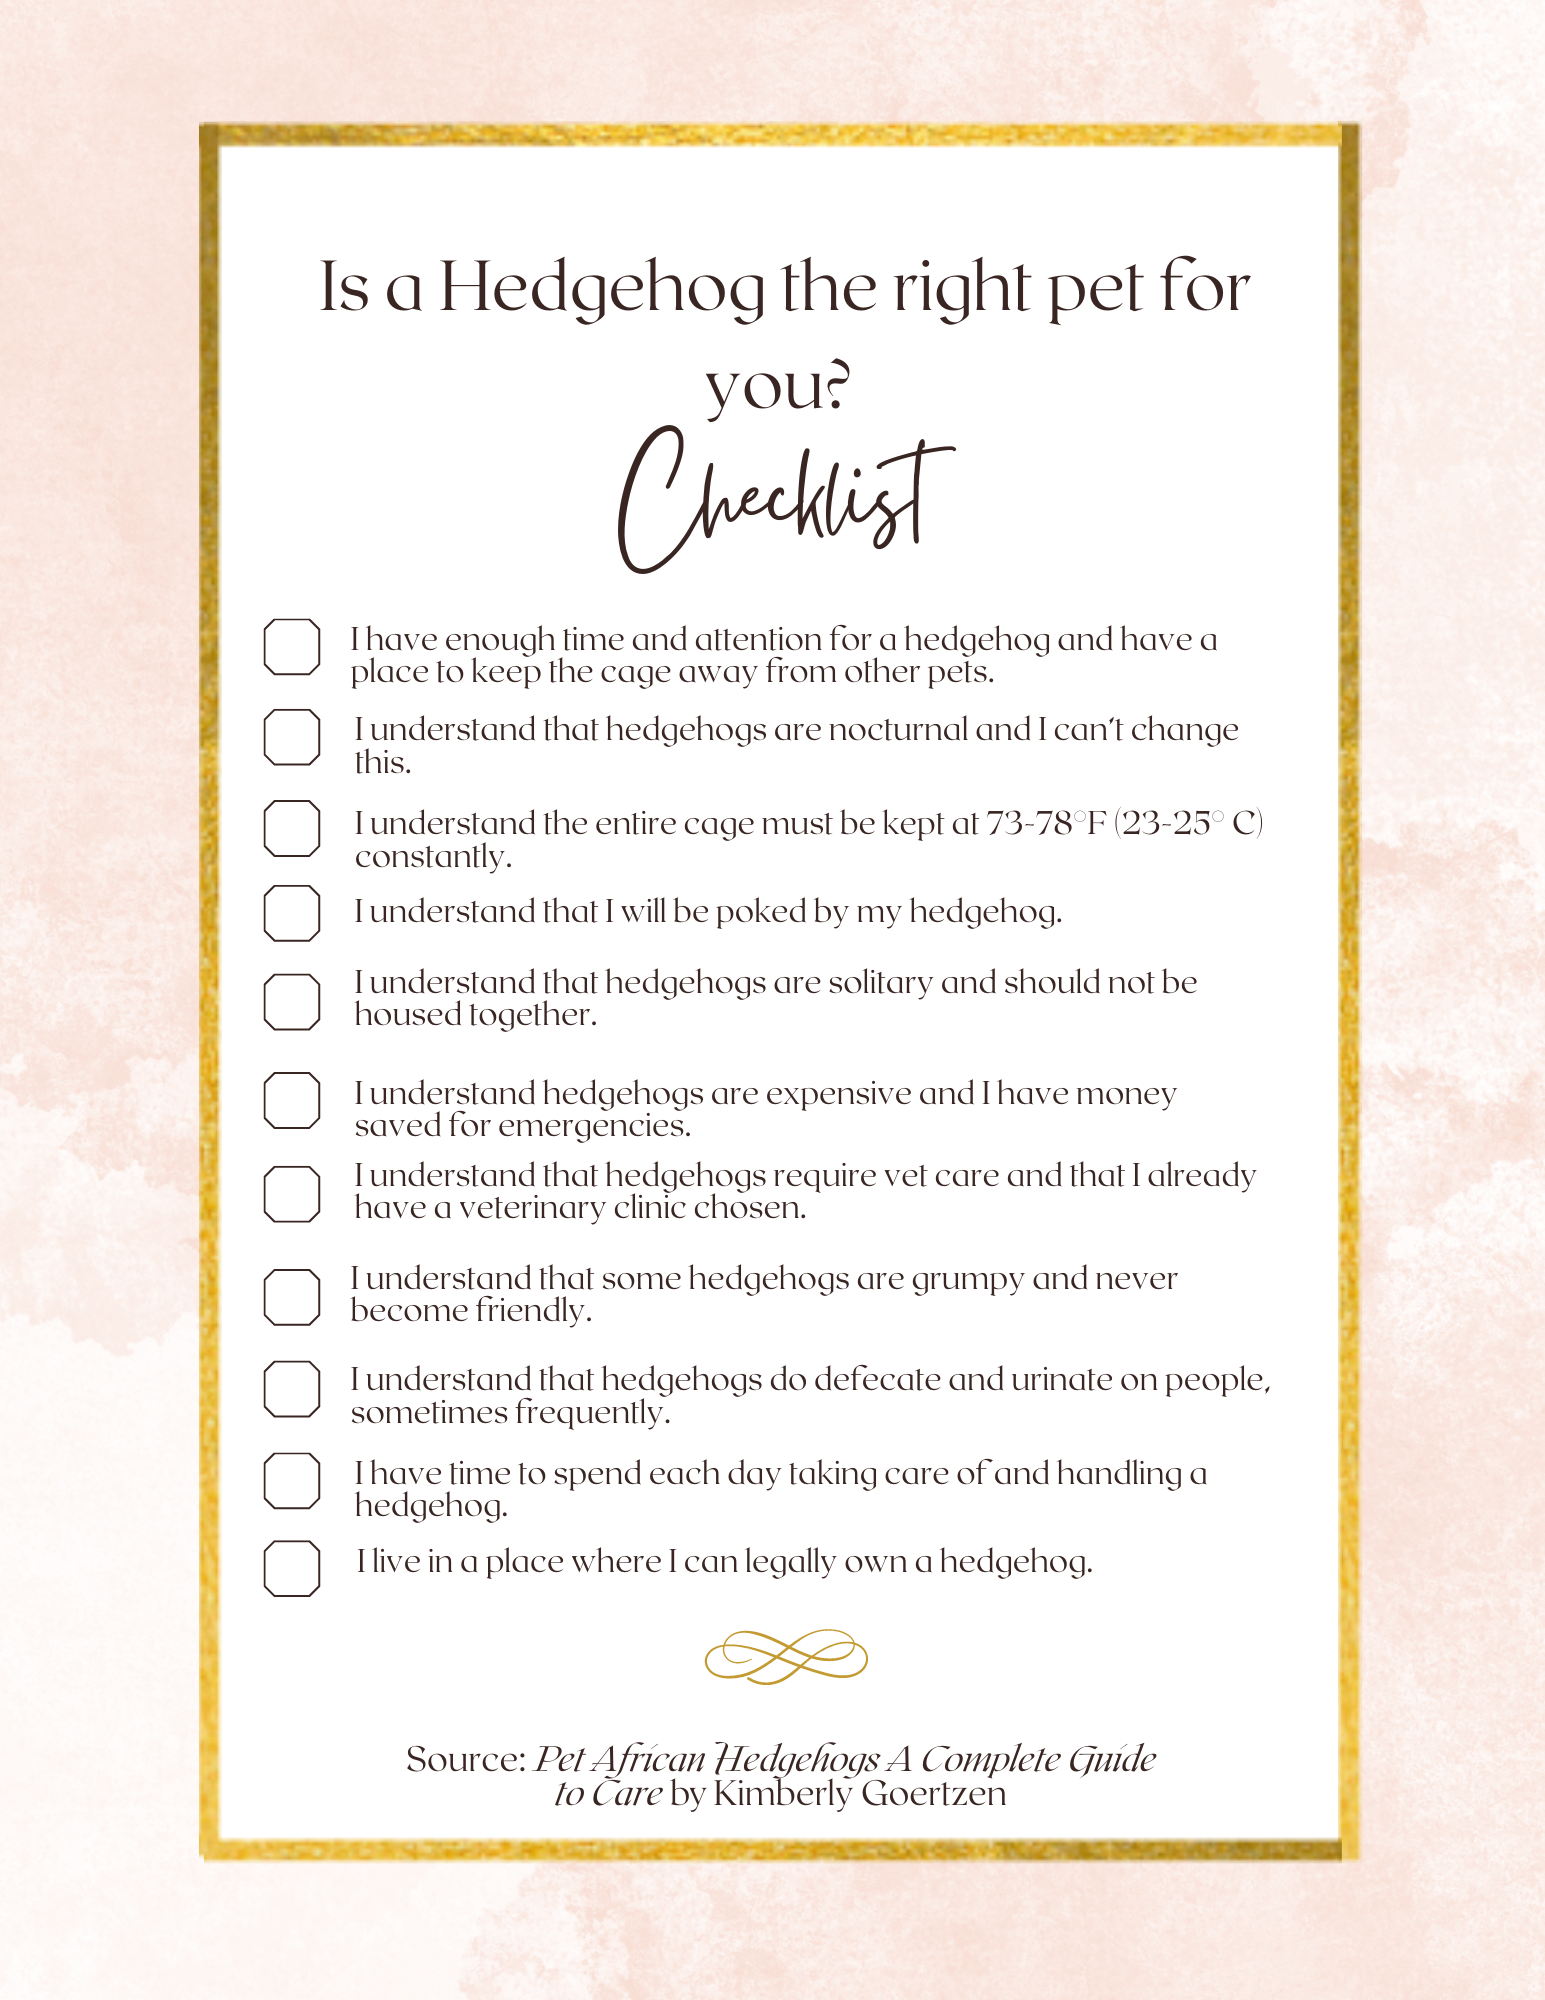 Is a Hedgehog the right pet for
you?
Checklist
I have enough time and attention for a hedgehog and have a
place to keep the cage away from other pets.
I understand that hedgehogs are nocturnal and I can't change
this.
I understand the entire cage must be kept at 73-78°F (23-25° C)
constantly.
I understand that I will be poked by my hedgehog.
I understand that hedgehogs are solitary and should not be
housed together.
I understand hedgehogs are expensive and I have money
saved for emergencies.
I understand that hedgehogs require vet care and that I already
have a veterinary clinic chosen.
I understand that some hedgehogs are grumpy and never
become friendly.
I understand that hedgehogs do defecate and urinate on people,
sometimes frequently.
I have time to spend each day taking care of and handling a
hedgehog.
I live in a place where I can legally own a hedgehog.
Source: Pet African Hedgehogs A Complete Guide
to Care by Kimberly Goertzen